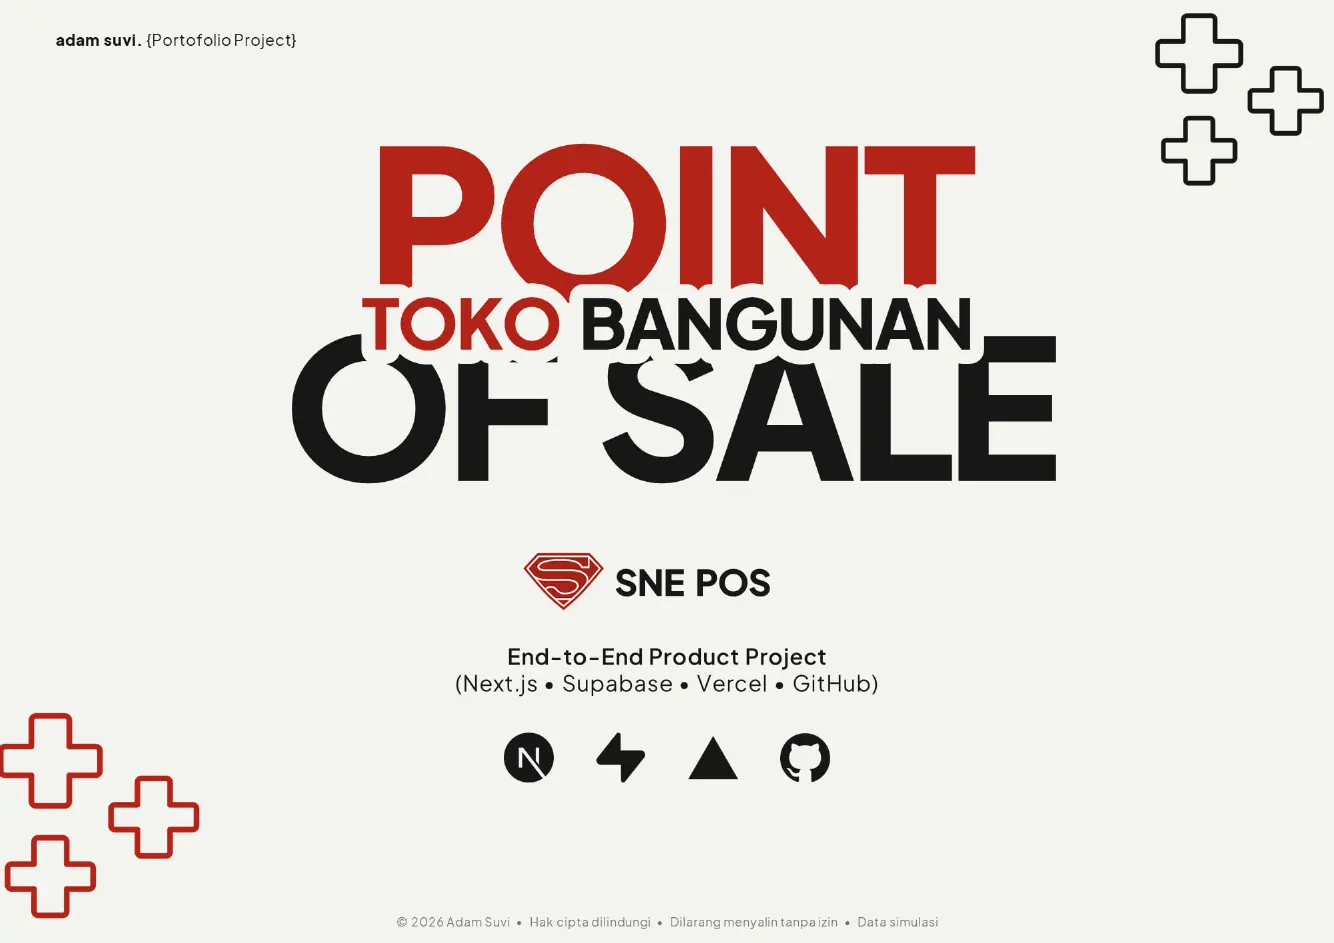 adam suvi. {Portofolio Project}
POINT
TOKO BANGUNAN
OF SALE
SNE POS
End-to-End Product Project
(Next.js • Supabase • Vercel • GitHub)
© 2026 Adam Suvi • Hak cipta dilindungi • Dilarang menyalin tanpa izin • Data simulasi